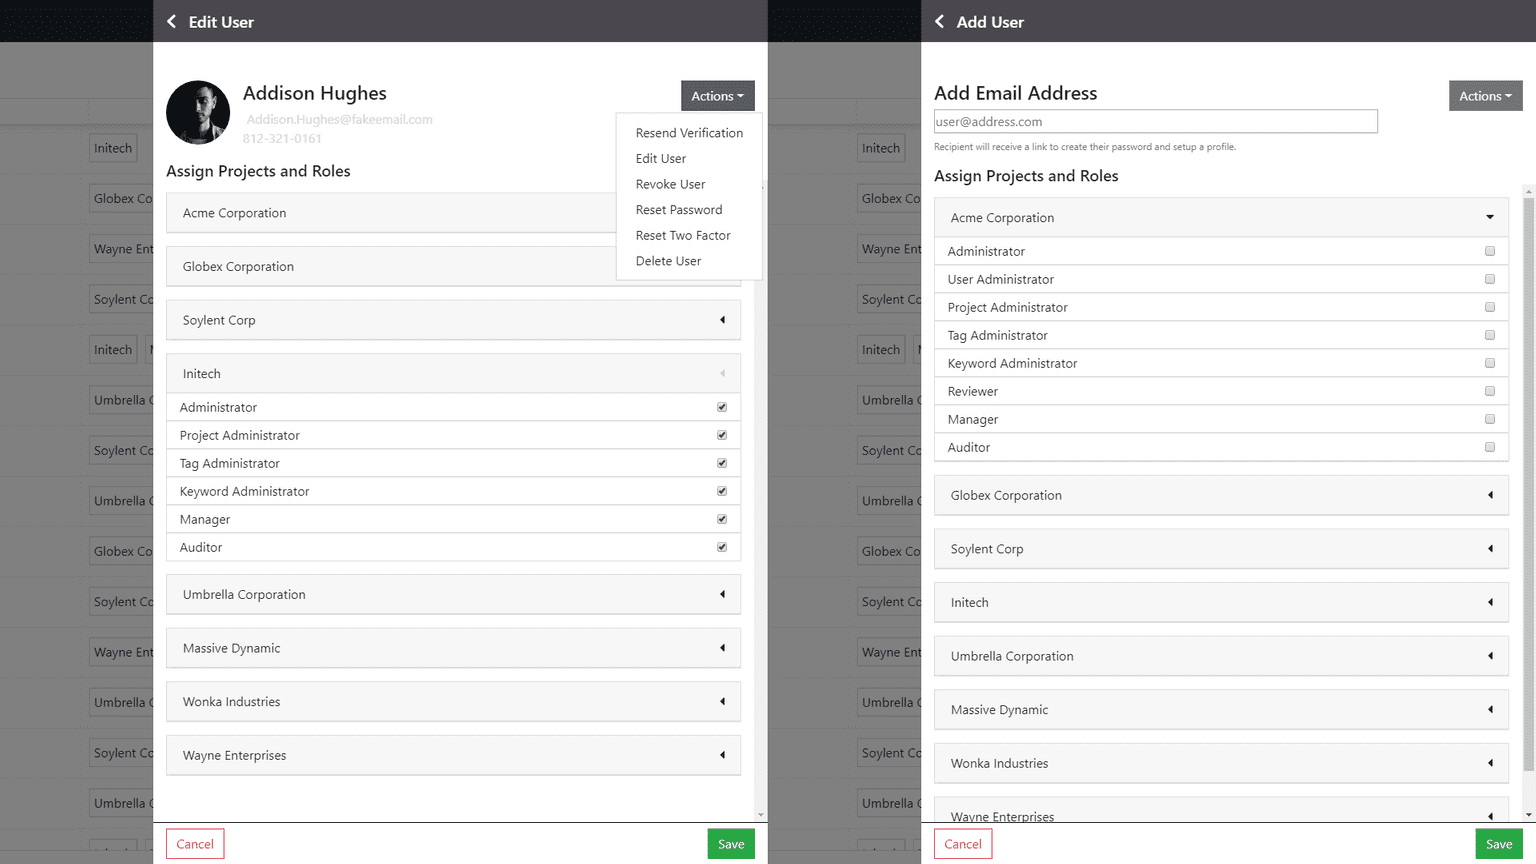 Edit User
Addison Hughes
Actions
Addison.Hughes@fakeemail.com
812-321-0161
Resend Verification
Edit User
Revoke User
Reset Password
Reset Two Factor
Delete User
Assign Projects and Roles
Acme Corporation
Globex Corporation
Soylent Corp
Initech
Administrator
Project Administrator
Tag Administrator
Keyword Administrator
Manager
Auditor
Umbrella Corporation
Massive Dynamic
Wonka Industries
Wayne Enterprises
Cancel
Save
Initech
Globex Co
Wayne Ent
Soylent Co
Initech
Umbrella C
Soylent Co
Umbrella C
Globex Co
Soylent Co
Wayne Ent
Umbrella C
Soylent Co
Umbrella C
Add User
Add Email Address
Actions
user@address.com
Recipient will receive a link to create their password and setup a profile.
Assign Projects and Roles
Acme Corporation
Administrator
User Administrator
Project Administrator
Tag Administrator
Keyword Administrator
Reviewer
Manager
Auditor
Globex Corporation
Soylent Corp
Initech
Umbrella Corporation
Massive Dynamic
Wonka Industries
Wayne Enterprises
Cancel
Save
Initech
Globex Co
Wayne Ent
Soylent Co
Initech
Umbrella C
Soylent Co
Umbrella C
Globex Co
Soylent Co
Wayne Ent
Umbrella C
Soylent Co
Umbrella C